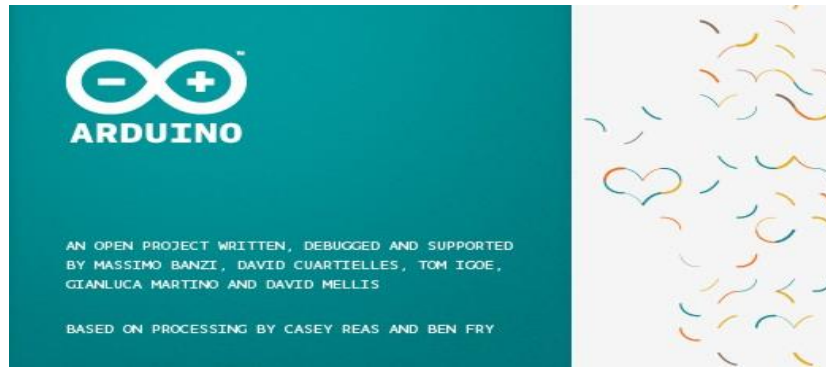 ARDUINO
AN OPEN PROJECT WRITTEN, DEBUGGED AND SUPPORTED
BY MASSIMO BANZI, DAVID CUARTIELLES, TOM IGOE,
GIANLUCA MARTINO AND DAVID MELLIS
BASED ON PROCESSING BY CASEY REAS AND BEN FRY